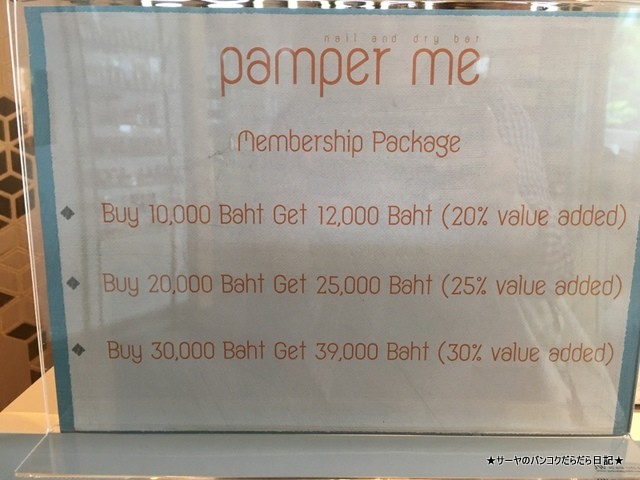 nail and dry bar
pamper me
Membership Package
Buy 10,000 Baht Get 12,000 Baht (20% value added)
Buy 20,000 Baht Get 25,000 Baht (25% value added)
Buy 30,000 Baht Get 39,000 Baht (30% value added)
★サーヤのバンコクだらだら日記★